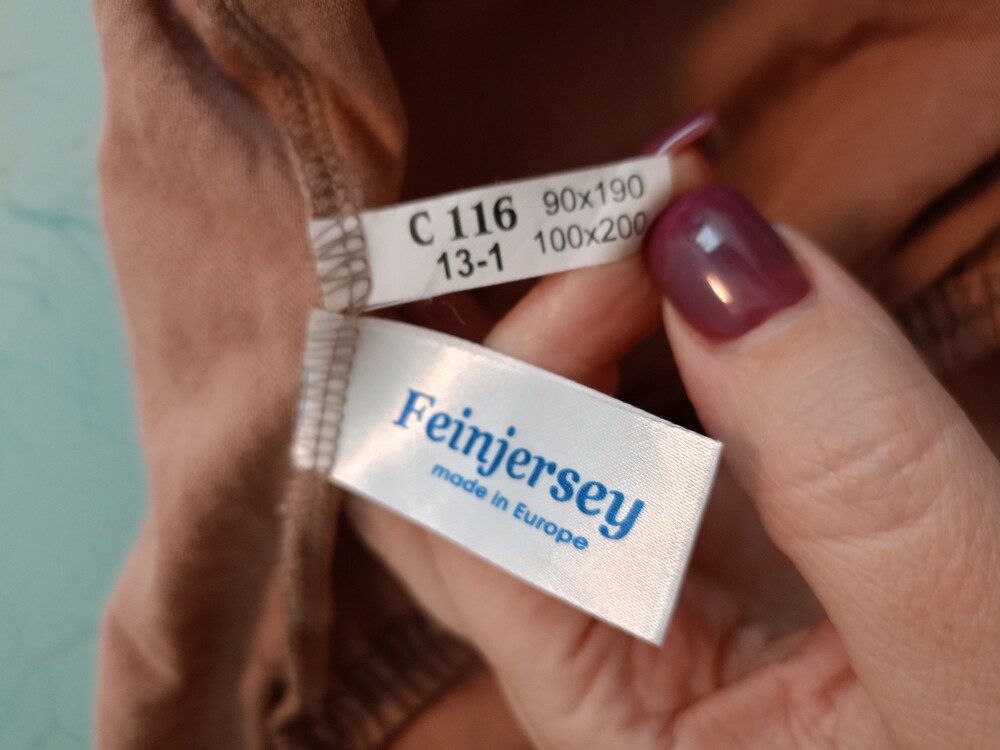 C 116 90x190
13-1 100x200
Feinjersey
made in Europe